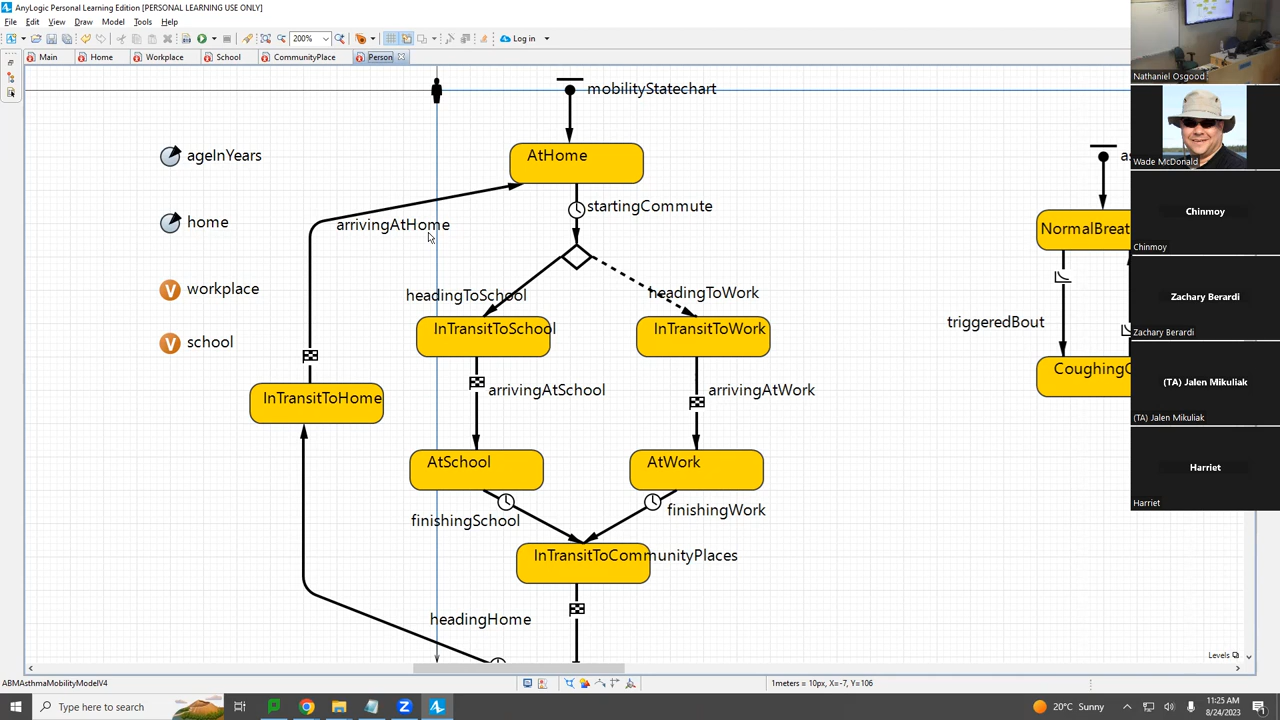 AnyLogic Personal Learning Edition [PERSONAL LEARNING USE ONLY]
File Edit View Draw Model Tools Help
200% Log in
Main Home Workplace School CommunityPlace Person
mobilityStatechart
ageInYears
home
workplace
school
AtHome
startingCommute
arrivingAtHome
headingToSchool
headingToWork
InTransitToSchool
InTransitToWork
arrivingAtSchool
arrivingAtWork
InTransitToHome
AtSchool
AtWork
finishingSchool
finishingWork
InTransitToCommunityPlaces
headingHome
NormalBreat
triggeredBout
Nathaniel Osgood
Wade McDonald
Chinmoy
Chinmoy
Zachary Berardi
Zachary Berardi
(TA) Jalen Mikuliak
(TA) Jalen Mikuliak
Harriet
Harriet
Levels
ABMAsthmaMobilityModelV4
1meters = 10px, X=-7, Y=106
Type here to search
20°C Sunny
11:25 AM
8/24/2023